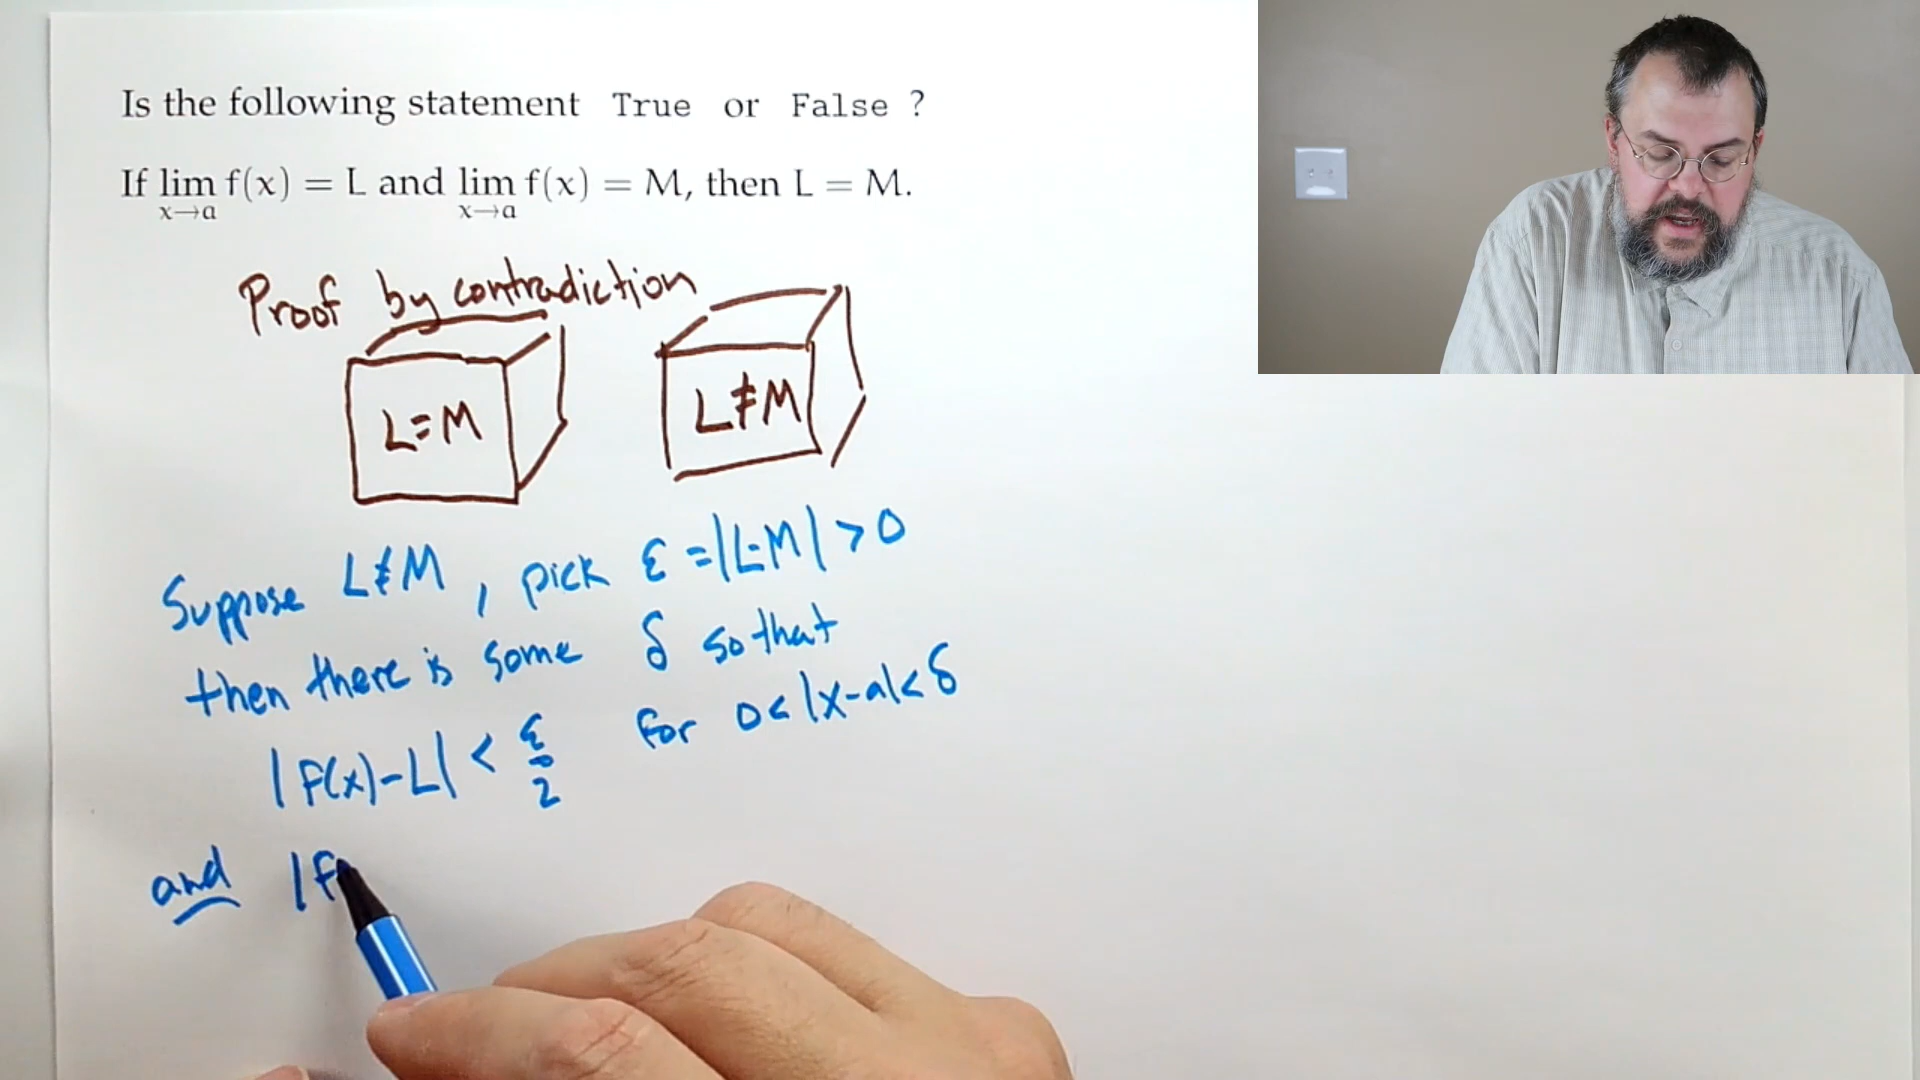 Is the following statement True or False ?
If lim f(x) = L and lim f(x) = M, then L = M.
x→a x→a
Proof by contradiction
L=M L≠M
Suppose L≠M, pick ε=|L-M|>0
then there is some δ so that
|f(x)-L| < ε/2 for 0<|x-a|<δ
and |f